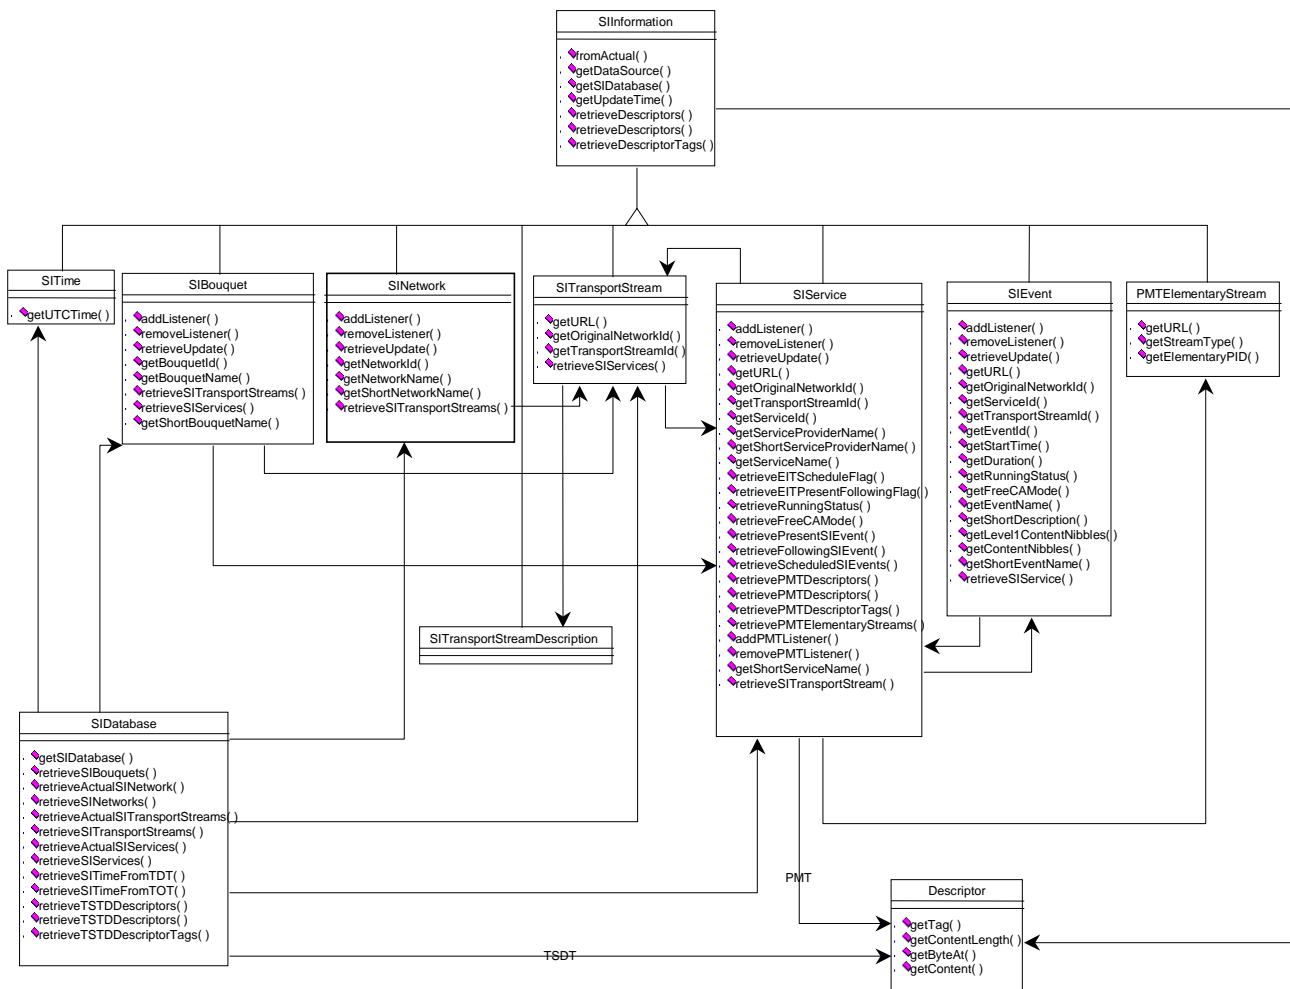 SIInformation
fromActual( )
getDataSource( )
getSIDatabase( )
getUpdateTime( )
retrieveDescriptors( )
retrieveDescriptors( )
retrieveDescriptorTags( )
SITime
getUTCTime( )
SIBouquet
addListener( )
removeListener( )
retrieveUpdate( )
getBouquetId( )
getBouquetName( )
retrieveSITransportStreams( )
retrieveSIServices( )
getShortBouquetName( )
SINetwork
addListener( )
removeListener( )
retrieveUpdate( )
getNetworkId( )
getNetworkName( )
getShortNetworkName( )
retrieveSITransportStreams( )
SITransportStream
getURL( )
getOriginalNetworkId( )
getTransportStreamId( )
retrieveSIServices( )
SIService
addListener( )
removeListener( )
retrieveUpdate( )
getURL( )
getOriginalNetworkId( )
getTransportStreamId( )
getServiceId( )
getServiceProviderName( )
getShortServiceProviderName( )
getServiceName( )
retrieveEITScheduleFlag( )
retrieveEITPresentFollowingFlag( )
retrieveRunningStatus( )
retrieveFreeCAMode( )
retrievePresentSIEvent( )
retrieveFollowingSIEvent( )
retrieveScheduledSIEvents( )
retrievePMTDescriptors( )
retrievePMTDescriptors( )
retrievePMTDescriptorTags( )
retrievePMTElementaryStreams( )
addPMTListener( )
removePMTListener( )
getShortServiceName( )
retrieveSITransportStream( )
SIEvent
addListener( )
removeListener( )
retrieveUpdate( )
getURL( )
getOriginalNetworkId( )
getServiceId( )
getTransportStreamId( )
getEventId( )
getStartTime( )
getDuration( )
getRunningStatus( )
getFreeCAMode( )
getEventName( )
getShortDescription( )
getLevel1ContentNibbles( )
getContentNibbles( )
getShortEventName( )
retrieveSIService( )
PMTElementaryStream
getURL( )
getStreamType( )
getElementaryPID( )
SITransportStreamDescription
SIDatabase
getSIDatabase( )
retrieveSIBouquets( )
retrieveActualSINetwork( )
retrieveSINetworks( )
retrieveActualSITransportStreams( )
retrieveSITransportStreams( )
retrieveActualSIServices( )
retrieveSIServices( )
retrieveSITimeFromTDT( )
retrieveSITimeFromTOT( )
retrieveTSTDDescriptors( )
retrieveTSTDDescriptors( )
retrieveTSTDDescriptorTags( )
PMT
TSDT
Descriptor
getTag( )
getContentLength( )
getByteAt( )
getContent( )